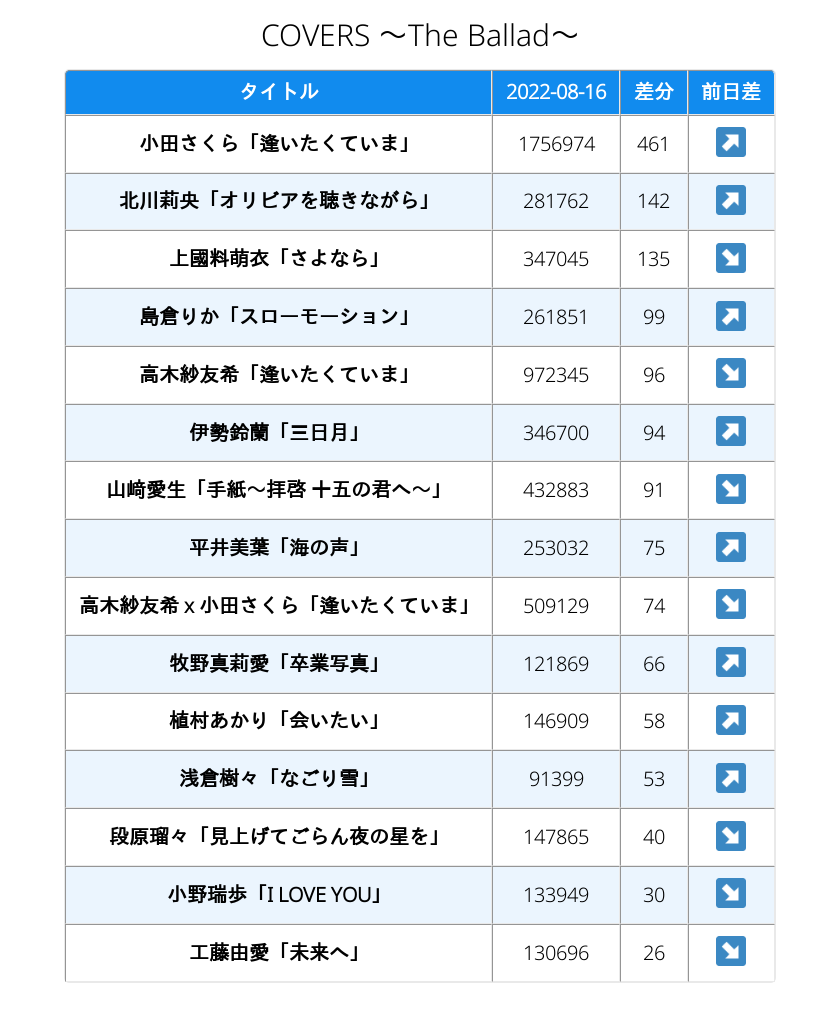 COVERS 〜The Ballad〜
タイトル 2022-08-16 差分 前日差
小田さくら「逢いたくていま」 1756974 461 ↗
北川莉央「オリビアを聴きながら」 281762 142 ↗
上國料萌衣「さよなら」 347045 135 ↘
島倉りか「スローモーション」 261851 99 ↗
高木紗友希「逢いたくていま」 972345 96 ↘
伊勢鈴蘭「三日月」 346700 94 ↗
山﨑愛生「手紙〜拝啓 十五の君へ〜」 432883 91 ↘
平井美葉「海の声」 253032 75 ↗
高木紗友希 x 小田さくら「逢いたくていま」 509129 74 ↘
牧野真莉愛「卒業写真」 121869 66 ↗
植村あかり「会いたい」 146909 58 ↗
浅倉樹々「なごり雪」 91399 53 ↗
段原瑠々「見上げてごらん夜の星を」 147865 40 ↘
小野瑞歩「I LOVE YOU」 133949 30 ↘
工藤由愛「未来へ」 130696 26 ↘